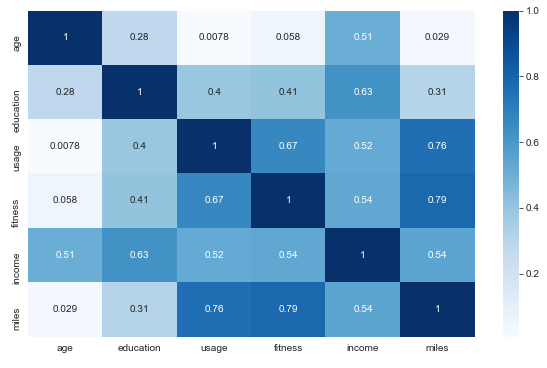 1.0
age 1 0.28 0.0078 0.058 0.51 0.029
0.8
education 0.28 1 0.4 0.41 0.63 0.31
usage 0.0078 0.4 1 0.67 0.52 0.76
0.6
fitness 0.058 0.41 0.67 1 0.54 0.79
0.4
income 0.51 0.63 0.52 0.54 1 0.54
0.2
miles 0.029 0.31 0.76 0.79 0.54 1
age education usage fitness income miles